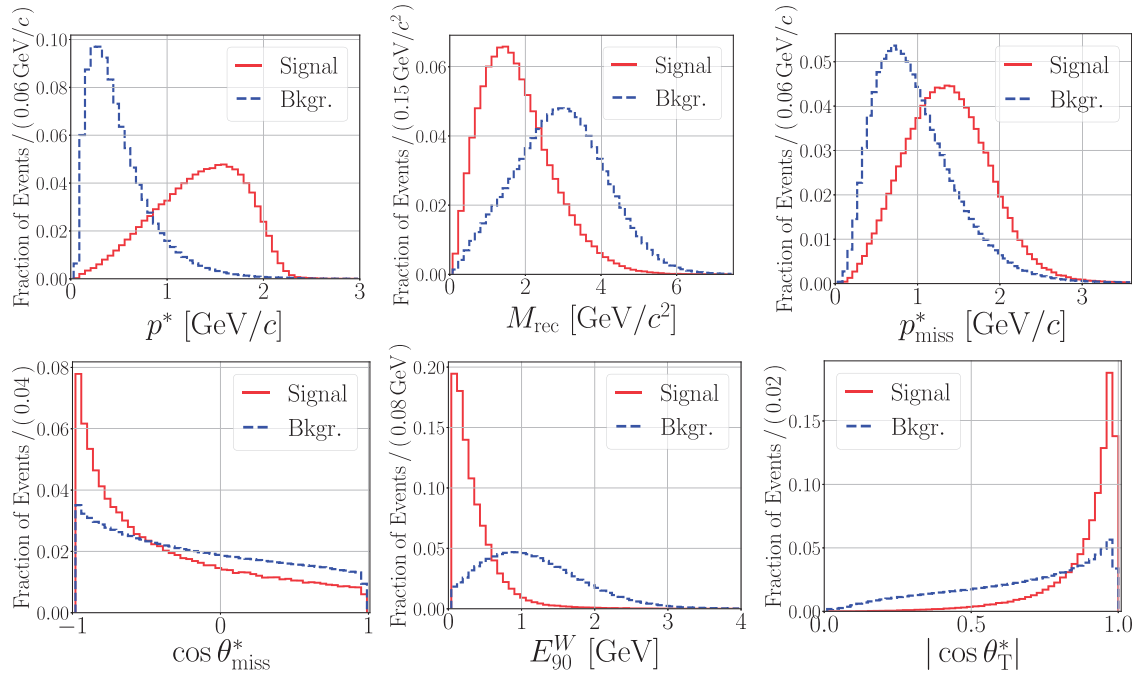 Fraction of Events / ( 0.06 GeV/c )
0.10
0.08
0.06
0.04
0.02
0.00
Signal
Bkgr.
0 1 2 3
p* [GeV/c]
Fraction of Events / ( 0.15 GeV/c² )
0.06
0.04
0.02
0.00
Signal
Bkgr.
0 2 4 6
M_rec [GeV/c²]
Fraction of Events / ( 0.06 GeV/c )
0.05
0.04
0.03
0.02
0.01
0.00
Signal
Bkgr.
0 1 2 3
p*_miss [GeV/c]
Fraction of Events / ( 0.04 )
0.08
0.06
0.04
0.02
0.00
Signal
Bkgr.
−1 0 1
cos θ*_miss
Fraction of Events / ( 0.08 GeV )
0.20
0.15
0.10
0.05
0.00
Signal
Bkgr.
0 1 2 3 4
E^W_90 [GeV]
Fraction of Events / ( 0.02 )
0.15
0.10
0.05
0.00
Signal
Bkgr.
0.0 0.5 1.0
| cos θ*_T|